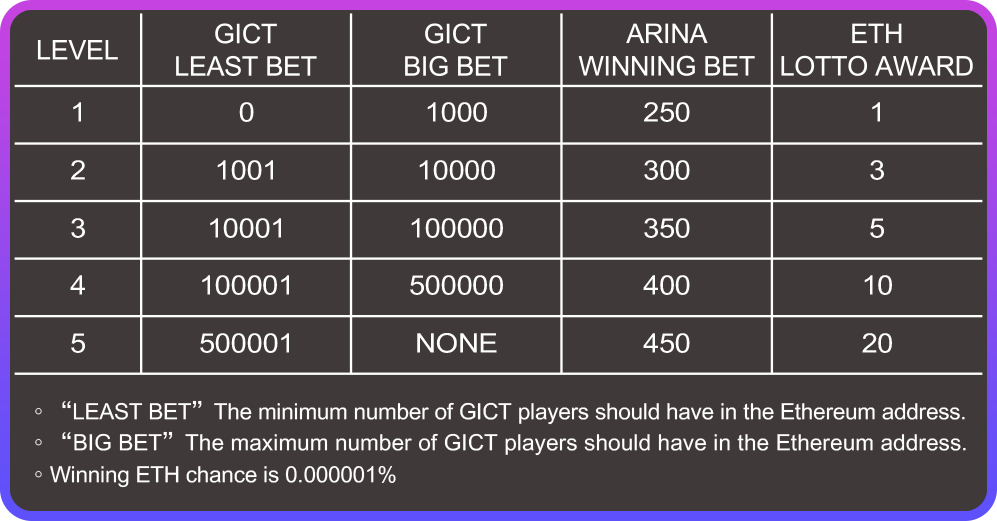 LEVEL GICT LEAST BET GICT BIG BET ARINA WINNING BET ETH LOTTO AWARD
1 0 1000 250 1
2 1001 10000 300 3
3 10001 100000 350 5
4 100001 500000 400 10
5 500001 NONE 450 20
◦ “LEAST BET” The minimum number of GICT players should have in the Ethereum address.
◦ “BIG BET” The maximum number of GICT players should have in the Ethereum address.
◦ Winning ETH chance is 0.000001%